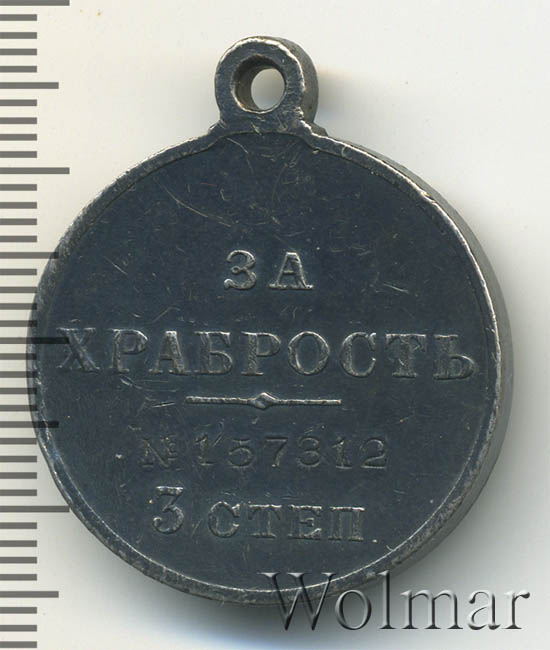 ЗА
ХРАБРОСТЬ
№ 157312
3 СТЕП
Wolmar